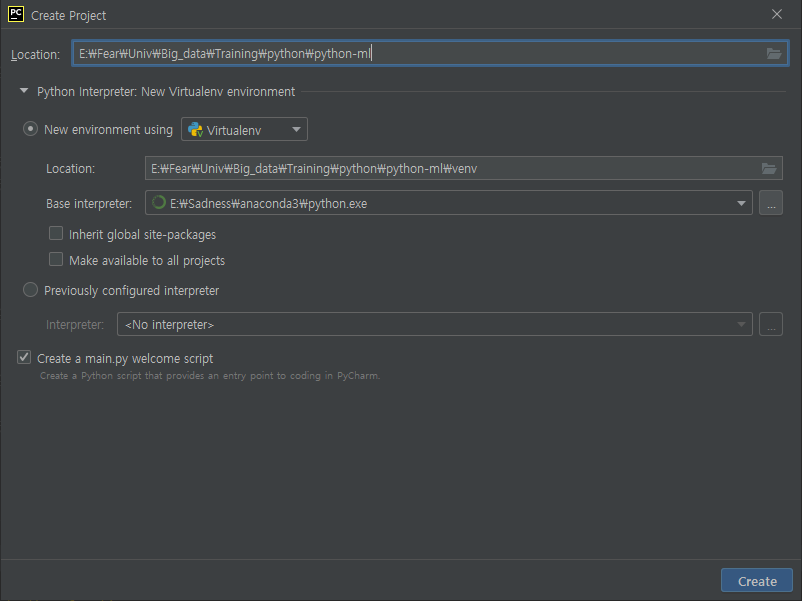 PC Create Project
Location: E:₩Fear₩Univ₩Big_data₩Training₩python₩python-ml
Python Interpreter: New Virtualenv environment
New environment using Virtualenv
Location: E:₩Fear₩Univ₩Big_data₩Training₩python₩python-ml₩venv
Base interpreter: E:₩Sadness₩anaconda3₩python.exe ...
Inherit global site-packages
Make available to all projects
Previously configured interpreter
Interpreter: <No interpreter> ...
Create a main.py welcome script
Create a Python script that provides an entry point to coding in PyCharm.
Create